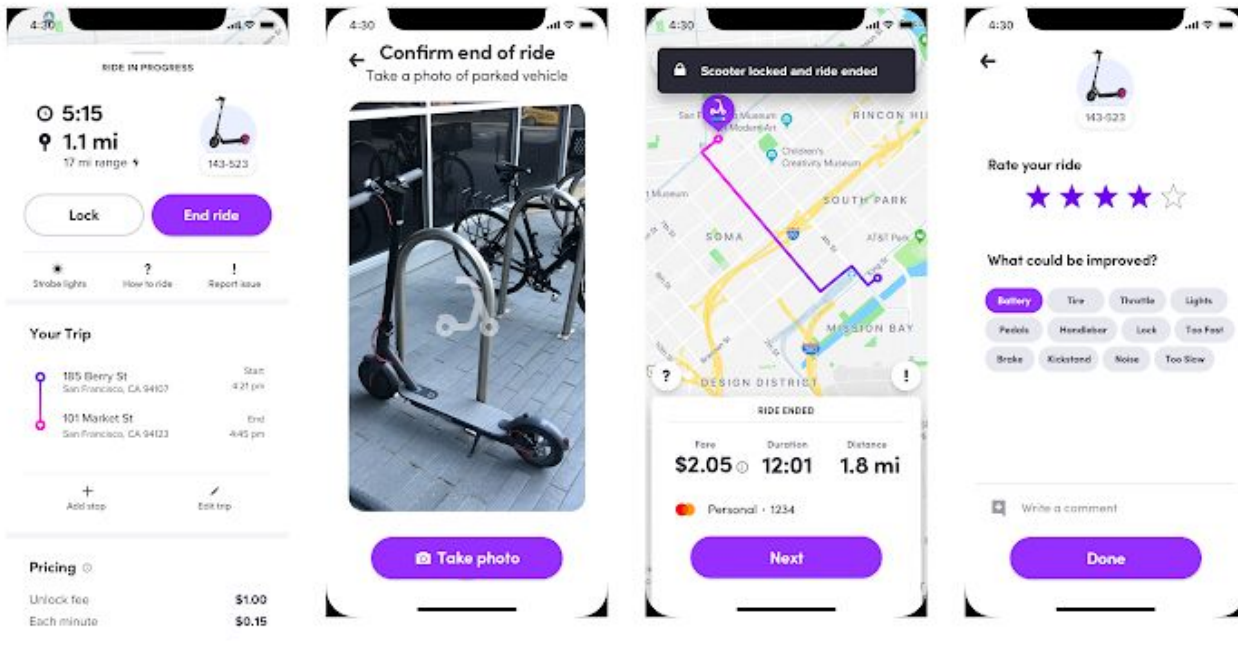 4:30
RIDE IN PROGRESS
5:15
1.1 mi
17 mi range
143-523
Lock
End ride
Strobe lights
How to ride
Report issue
Your Trip
185 Berry St
San Francisco, CA 94107
Start
4:21 pm
101 Market St
San Francisco, CA 94123
End
4:45 pm
Add stop
Edit trip
Pricing
Unlock fee $1.00
Each minute $0.15
4:30
Confirm end of ride
Take a photo of parked vehicle
Take photo
4:30
Scooter locked and ride ended
Museum
Modern Art
RINCON HI
Children's
Creativity Museum
Museum
SOUTH PARK
SOMA
AT&T Park
King St
MISSION BAY
DESIGN DISTRICT
?
!
RIDE ENDED
Fare Duration Distance
$2.05 12:01 1.8 mi
Personal · 1234
Next
4:30
143-523
Rate your ride
What could be improved?
Battery Tire Throttle Lights
Pedals Handlebar Lock Too Fast
Brake Kickstand Noise Too Slow
Write a comment
Done